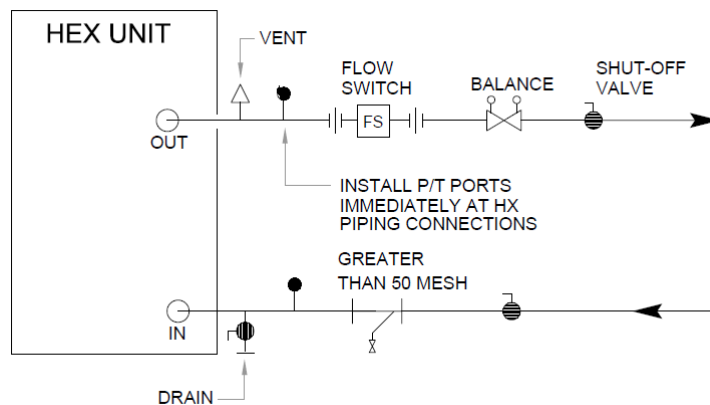 HEX UNIT
VENT
FLOW
SWITCH
BALANCE
SHUT-OFF
VALVE
FS
OUT
INSTALL P/T PORTS
IMMEDIATELY AT HX
PIPING CONNECTIONS
GREATER
THAN 50 MESH
IN
DRAIN